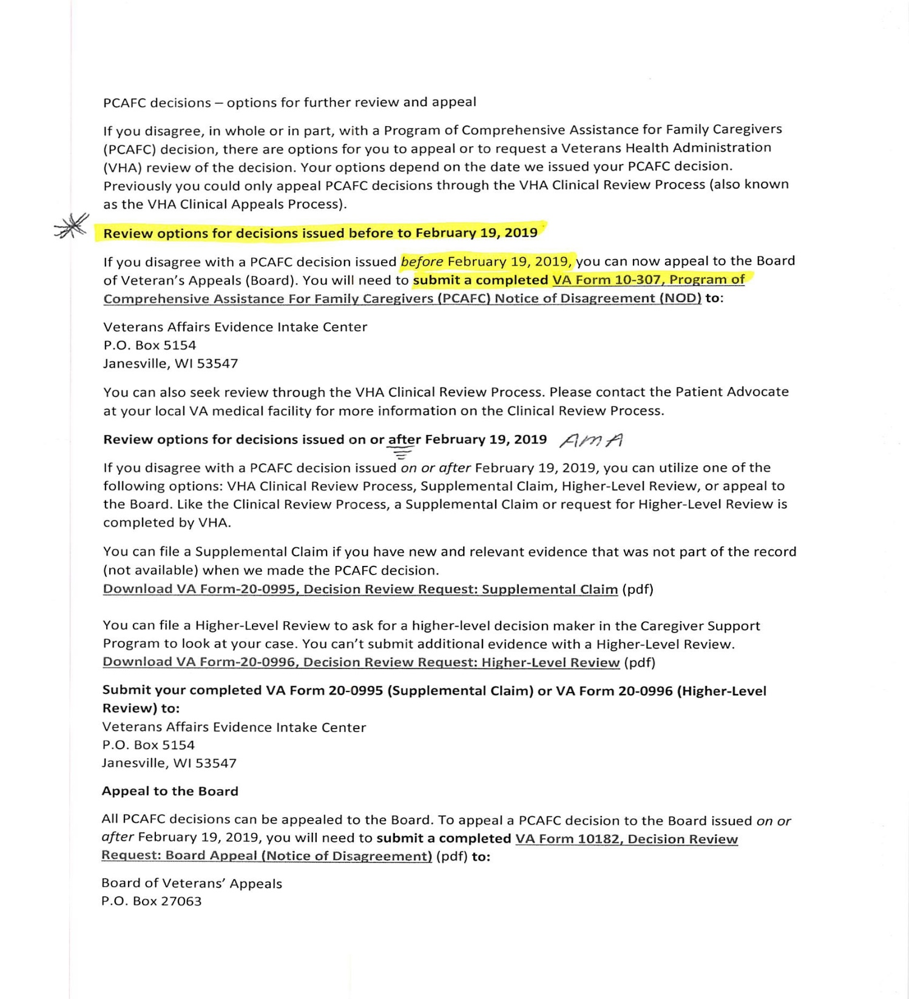 PCAFC decisions – options for further review and appeal
If you disagree, in whole or in part, with a Program of Comprehensive Assistance for Family Caregivers
(PCAFC) decision, there are options for you to appeal or to request a Veterans Health Administration
(VHA) review of the decision. Your options depend on the date we issued your PCAFC decision.
Previously you could only appeal PCAFC decisions through the VHA Clinical Review Process (also known
as the VHA Clinical Appeals Process).
Review options for decisions issued before to February 19, 2019
If you disagree with a PCAFC decision issued before February 19, 2019, you can now appeal to the Board
of Veteran's Appeals (Board). You will need to submit a completed VA Form 10-307, Program of
Comprehensive Assistance For Family Caregivers (PCAFC) Notice of Disagreement (NOD) to:
Veterans Affairs Evidence Intake Center
P.O. Box 5154
Janesville, WI 53547
You can also seek review through the VHA Clinical Review Process. Please contact the Patient Advocate
at your local VA medical facility for more information on the Clinical Review Process.
Review options for decisions issued on or after February 19, 2019 AMA
If you disagree with a PCAFC decision issued on or after February 19, 2019, you can utilize one of the
following options: VHA Clinical Review Process, Supplemental Claim, Higher-Level Review, or appeal to
the Board. Like the Clinical Review Process, a Supplemental Claim or request for Higher-Level Review is
completed by VHA.
You can file a Supplemental Claim if you have new and relevant evidence that was not part of the record
(not available) when we made the PCAFC decision.
Download VA Form-20-0995, Decision Review Request: Supplemental Claim (pdf)
You can file a Higher-Level Review to ask for a higher-level decision maker in the Caregiver Support
Program to look at your case. You can't submit additional evidence with a Higher-Level Review.
Download VA Form-20-0996, Decision Review Request: Higher-Level Review (pdf)
Submit your completed VA Form 20-0995 (Supplemental Claim) or VA Form 20-0996 (Higher-Level
Review) to:
Veterans Affairs Evidence Intake Center
P.O. Box 5154
Janesville, WI 53547
Appeal to the Board
All PCAFC decisions can be appealed to the Board. To appeal a PCAFC decision to the Board issued on or
after February 19, 2019, you will need to submit a completed VA Form 10182, Decision Review
Request: Board Appeal (Notice of Disagreement) (pdf) to:
Board of Veterans' Appeals
P.O. Box 27063